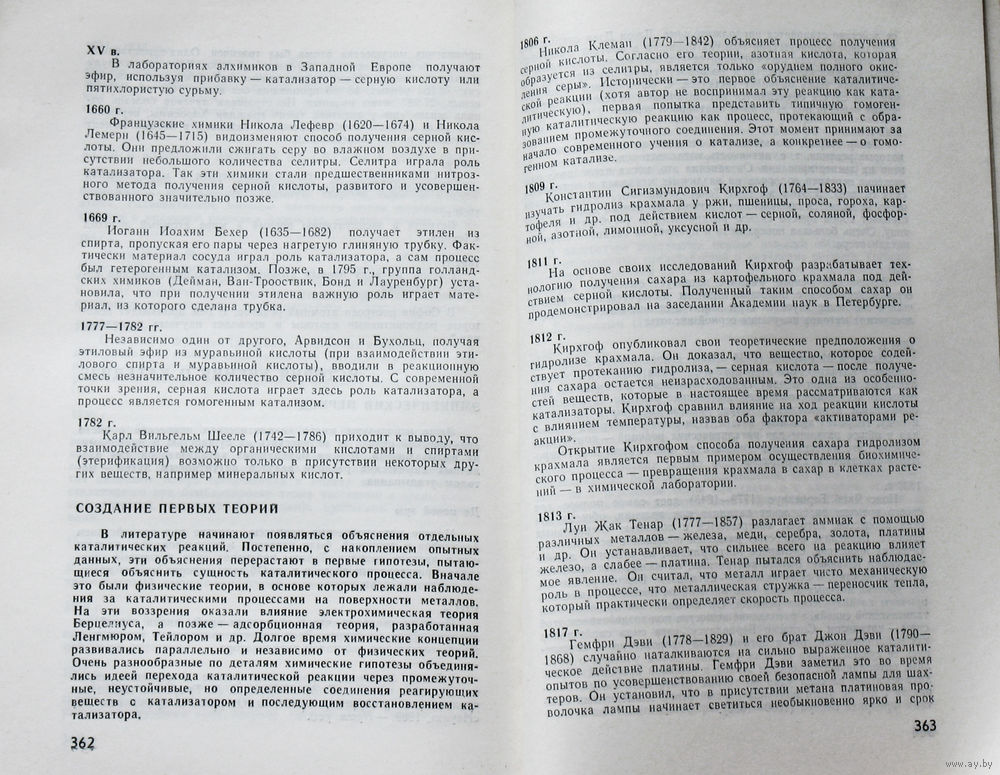 XV в.
В лабораториях алхимиков в Западной Европе получают
эфир, используя прибавку — катализатор — серную кислоту или
пятихлористую сурьму.
1660 г.
Французские химики Никола Лефевр (1620—1674) и Никола
Лемери (1645—1715) видоизменяют способ получения серной кис-
лоты. Они предложили сжигать серу во влажном воздухе в при-
сутствии небольшого количества селитры. Селитра играла роль
катализатора. Так эти химики стали предшественниками нитроз-
ного метода получения серной кислоты, развитого и усовершен-
ствованного значительно позже.
1669 г.
Иоганн Иоахим Бехер (1635—1682) получает этилен из
спирта, пропуская его пары через нагретую глиняную трубку. Фак-
тически материал сосуда играл роль катализатора, а сам процесс
был гетерогенным катализом. Позже, в 1795 г., группа голланд-
ских химиков (Дейман, Ван-Трооствик, Бонд и Лауренбург) уста-
новила, что при получении этилена важную роль играет мате-
риал, из которого сделана трубка.
1777—1782 гг.
Независимо один от другого, Арвидсон и Бухольц, получая
этиловый эфир из муравьиной кислоты (при взаимодействии эти-
лового спирта и муравьиной кислоты), вводили в реакционную
смесь незначительное количество серной кислоты. С современной
точки зрения, серная кислота играет здесь роль катализатора, а
процесс является гомогенным катализом.
1782 г.
Карл Вильгельм Шееле (1742—1786) приходит к выводу, что
взаимодействие между органическими кислотами и спиртами
(этерификация) возможно только в присутствии некоторых дру-
гих веществ, например минеральных кислот.
СОЗДАНИЕ ПЕРВЫХ ТЕОРИЙ
В литературе начинают появляться объяснения отдельных
каталитических реакций. Постепенно, с накоплением опытных
данных, эти объяснения перерастают в первые гипотезы, пытаю-
щиеся объяснить сущность каталитического процесса. Вначале
это были физические теории, в основе которых лежали наблюде-
ния за каталитическими процессами на поверхности металлов.
На эти воззрения оказали влияние электрохимическая теория
Берцелиуса, а позже — адсорбционная теория, разработанная
Ленгмюром, Тейлором и др. Долгое время химические концепции
развивались параллельно и независимо от физических теорий.
Очень разнообразные по деталям химические гипотезы объединя-
лись идеей перехода каталитической реакции через промежуточ-
ные, неустойчивые, но определенные соединения реагирующих
веществ с катализатором и последующим восстановлением ка-
тализатора.
362
1806 г.
Никола Клеман (1779—1842) объясняет процесс получения
серной кислоты. Согласно его теории, азотная кислота, которая
образуется из селитры, является только «орудием полного окис-
ления серы». Исторически — это первое объяснение каталитиче-
ской реакции (хотя автор не воспринимал эту реакцию как ката-
литическую), первая попытка представить типичную гомоген-
ную каталитическую реакцию как процесс, протекающий с обра-
зованием промежуточного соединения. Этот момент принимают за
начало современного учения о катализе, а конкретнее — о гомо-
генном катализе.
1809 г.
Константин Сигизмундович Кирхгоф (1764—1833) начинает
изучать гидролиз крахмала у ржи, пшеницы, проса, гороха, кар-
тофеля и др. под действием кислот — серной, соляной, фосфор-
ной, азотной, лимонной, уксусной и др.
1811 г.
На основе своих исследований Кирхгоф разрабатывает тех-
нологию получения сахара из картофельного крахмала под дей-
ствием серной кислоты. Полученный таким способом сахар он
продемонстрировал на заседании Академии наук в Петербурге.
1812 г.
Кирхгоф опубликовал свои теоретические предположения о
гидролизе крахмала. Он доказал, что вещество, которое содей-
ствует протеканию гидролиза, — серная кислота — после получе-
ния сахара остается неизрасходованным. Это одна из особенно-
стей веществ, которые в настоящее время рассматриваются как
катализаторы. Кирхгоф сравнил влияние на ход реакции кислоты
с влиянием температуры, назвав оба фактора «активаторами ре-
акции».
Открытие Кирхгофом способа получения сахара гидролизом
крахмала является первым примером осуществления биохимиче-
ского процесса — превращения крахмала в сахар в клетках расте-
ний — в химической лаборатории.
1813 г.
Луи Жак Тенар (1777—1857) разлагает аммиак с помощью
различных металлов — железа, меди, серебра, золота, платины
и др. Он устанавливает, что сильнее всего на реакцию влияет
железо, а слабее — платина. Тенар пытался объяснить наблюдае-
мое явление. Он считал, что металл играет чисто механическую
роль в процессе, что металлическая стружка — переносчик тепла,
который практически определяет скорость процесса.
1817 г.
Гемфри Дэви (1778—1829) и его брат Джон Дэви (1790—
1868) случайно наталкиваются на сильно выраженное каталити-
ческое действие платины. Гемфри Дэви заметил это во время
опытов по усовершенствованию своей безопасной лампы для шах-
теров. Он установил, что в присутствии метана платиновая про-
волочка лампы начинает светиться необыкновенно ярко и срок
363
www.ay.by